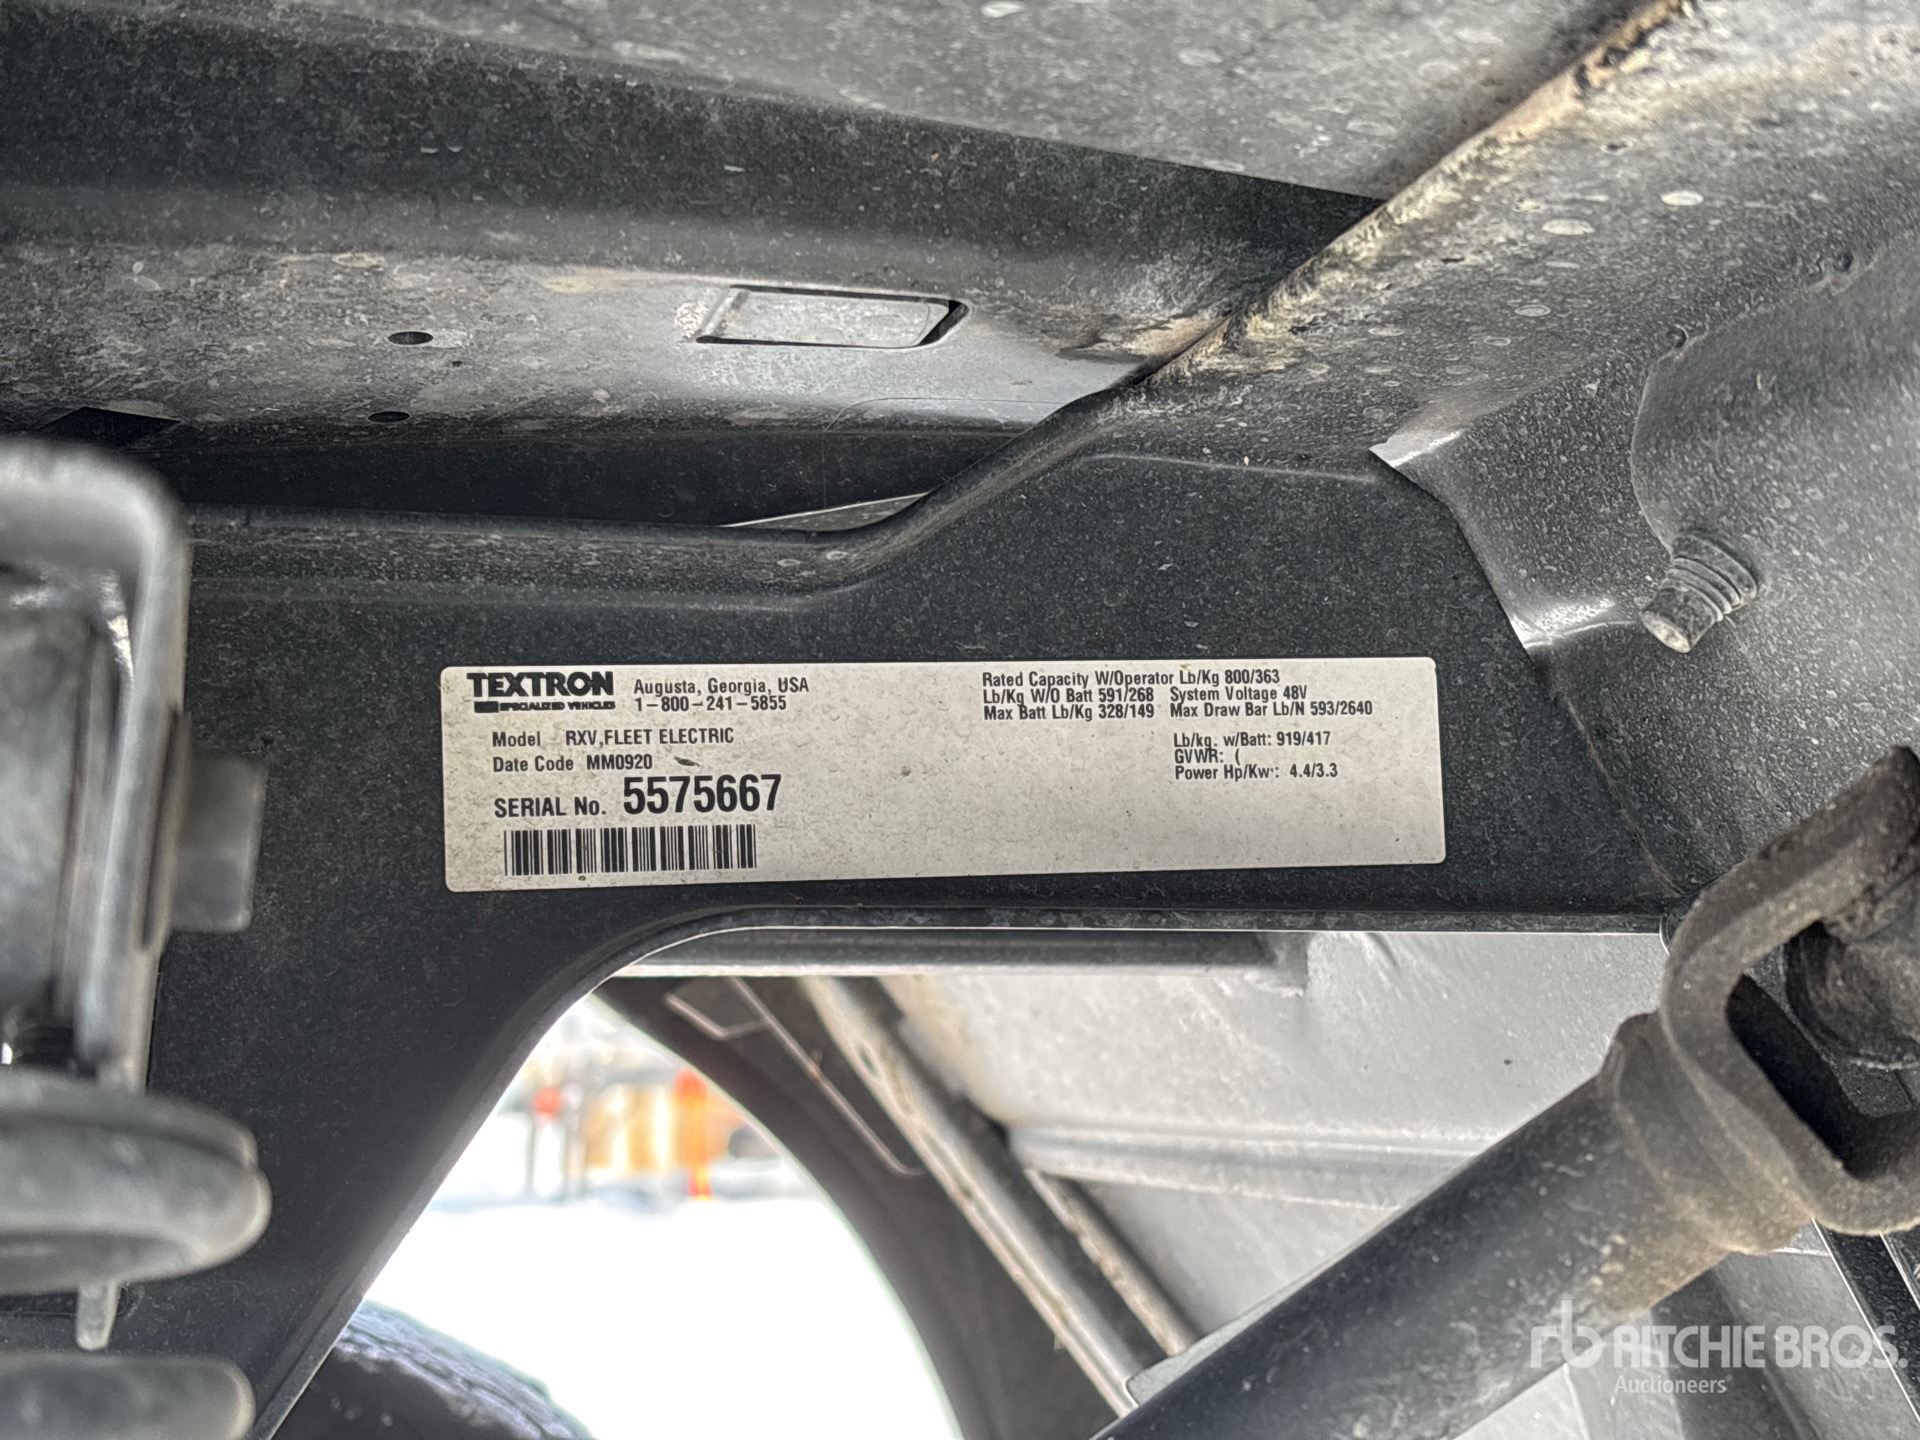 TEXTRON
SPECIALIZED VEHICLES
Augusta, Georgia, USA
1-800-241-5855
Model RXV,FLEET ELECTRIC
Date Code MM0920
SERIAL No. 5575667
Rated Capacity W/Operator Lb/Kg 800/363
Lb/Kg W/O Batt 591/268 System Voltage 48V
Max Batt Lb/Kg 328/149 Max Draw Bar Lb/N 593/2640
Lb/kg. w/Batt: 919/417
GVWR: (
Power Hp/Kw: 4.4/3.3
rb RITCHIE BROS.
Auctioneers